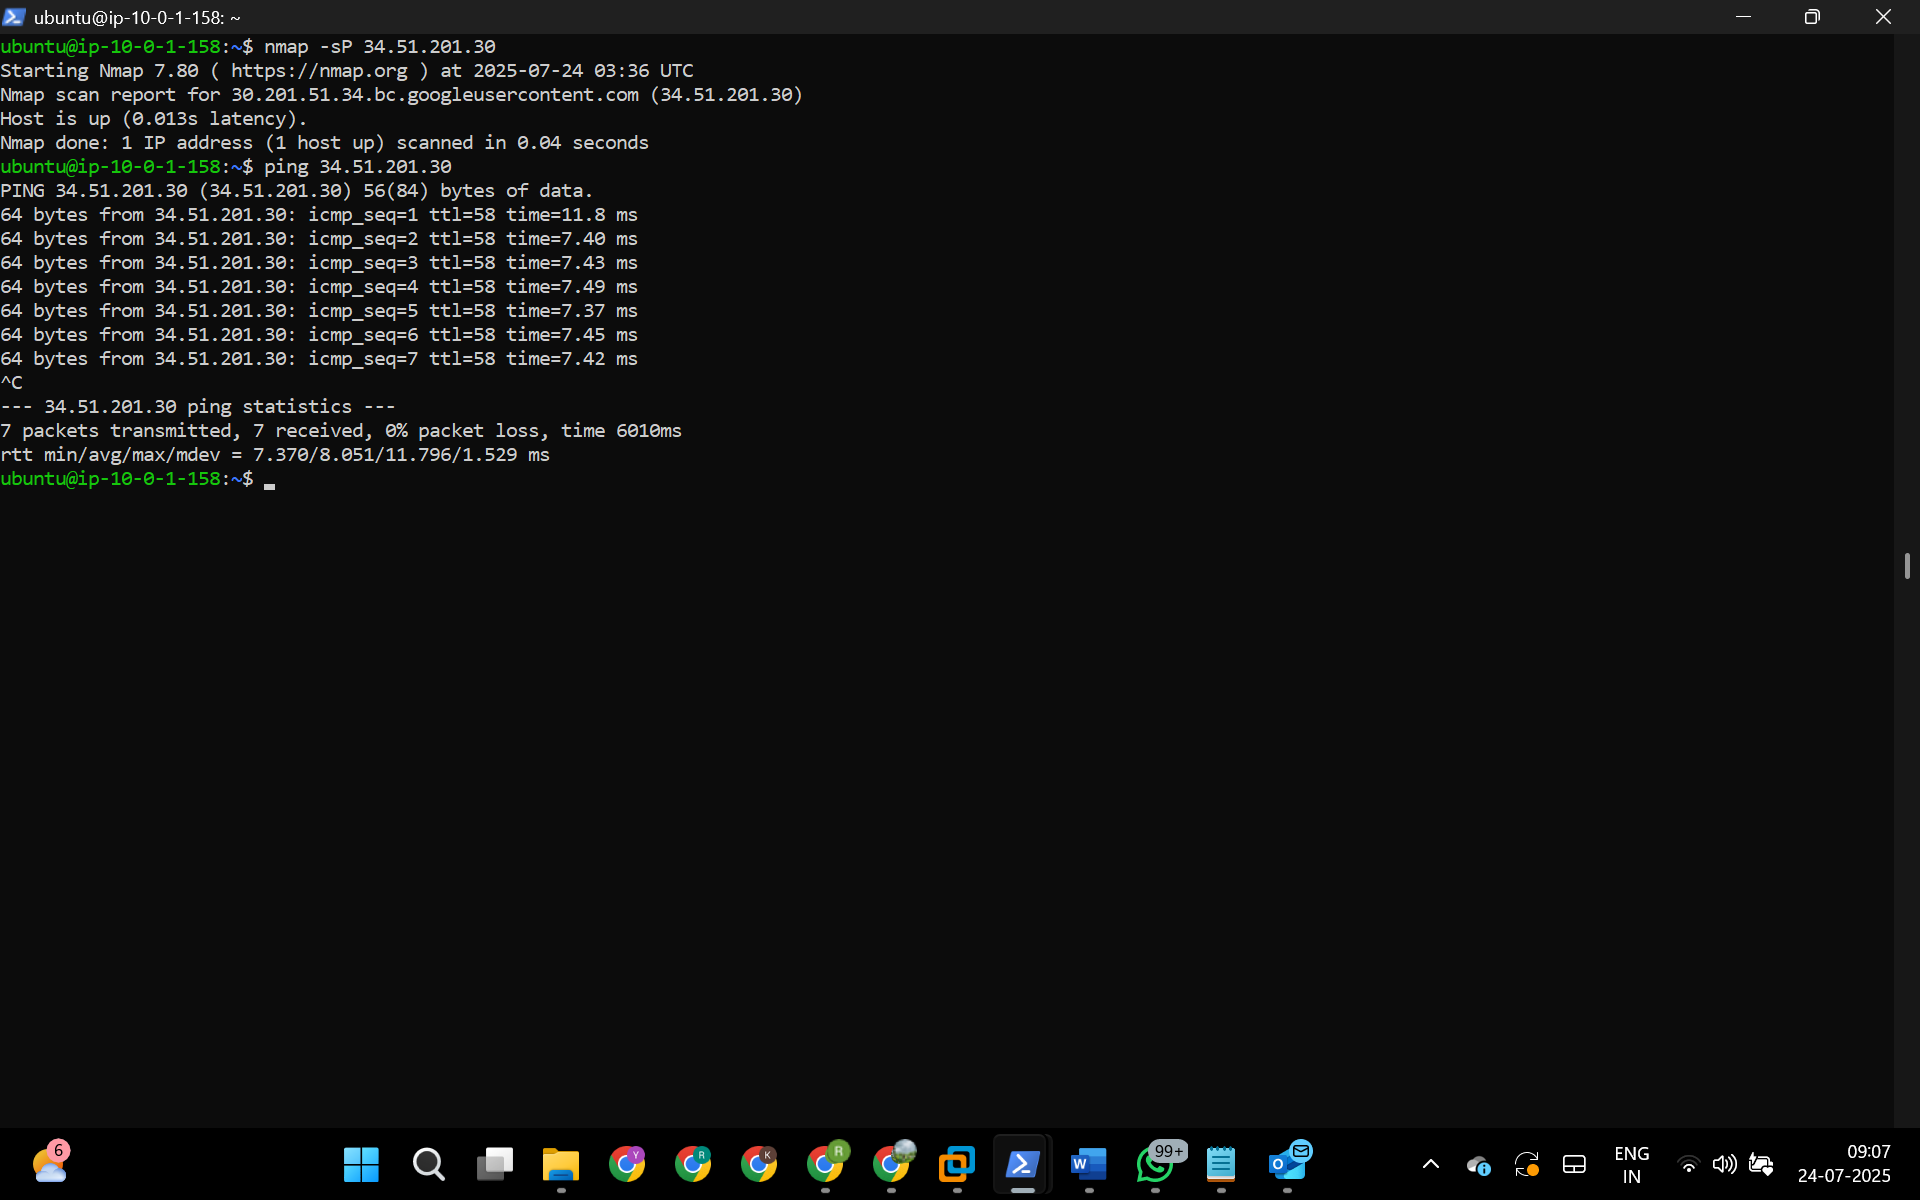 ubuntu@ip-10-0-1-158: ~
ubuntu@ip-10-0-1-158:~$ nmap -sP 34.51.201.30
Starting Nmap 7.80 ( https://nmap.org ) at 2025-07-24 03:36 UTC
Nmap scan report for 30.201.51.34.bc.googleusercontent.com (34.51.201.30)
Host is up (0.013s latency).
Nmap done: 1 IP address (1 host up) scanned in 0.04 seconds
ubuntu@ip-10-0-1-158:~$ ping 34.51.201.30
PING 34.51.201.30 (34.51.201.30) 56(84) bytes of data.
64 bytes from 34.51.201.30: icmp_seq=1 ttl=58 time=11.8 ms
64 bytes from 34.51.201.30: icmp_seq=2 ttl=58 time=7.40 ms
64 bytes from 34.51.201.30: icmp_seq=3 ttl=58 time=7.43 ms
64 bytes from 34.51.201.30: icmp_seq=4 ttl=58 time=7.49 ms
64 bytes from 34.51.201.30: icmp_seq=5 ttl=58 time=7.37 ms
64 bytes from 34.51.201.30: icmp_seq=6 ttl=58 time=7.45 ms
64 bytes from 34.51.201.30: icmp_seq=7 ttl=58 time=7.42 ms
^C
--- 34.51.201.30 ping statistics ---
7 packets transmitted, 7 received, 0% packet loss, time 6010ms
rtt min/avg/max/mdev = 7.370/8.051/11.796/1.529 ms
ubuntu@ip-10-0-1-158:~$
6
Y
R
K
R
W
99+
O
ENG
IN
09:07
24-07-2025